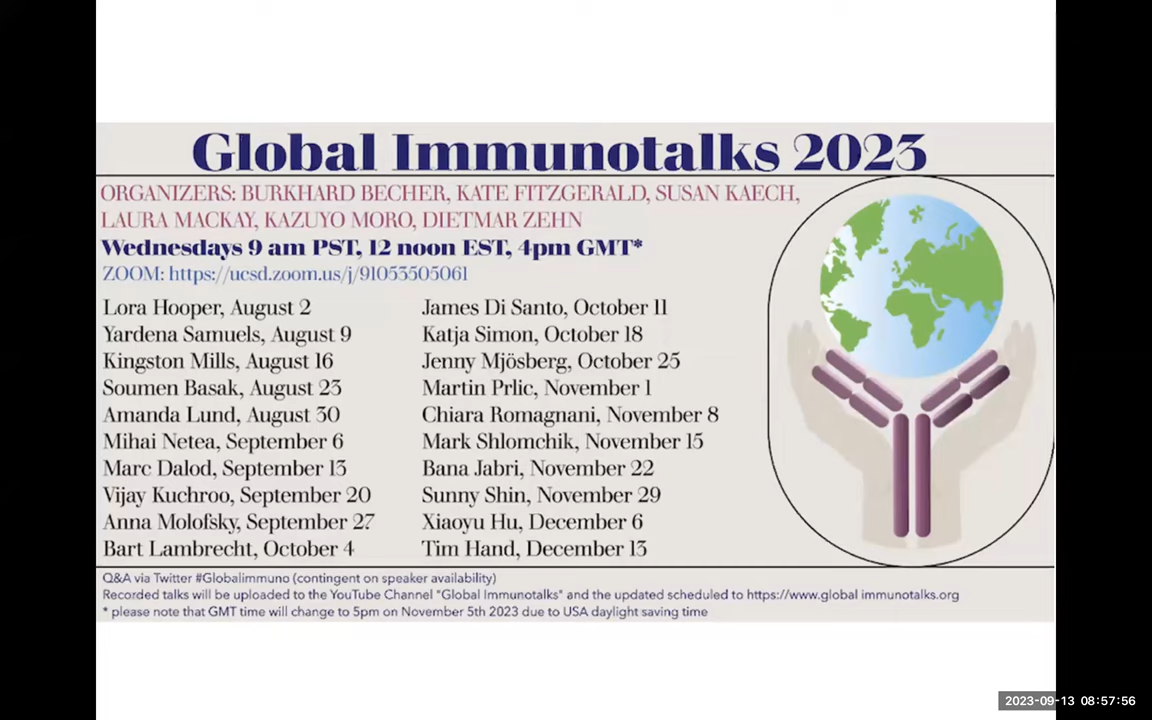 Global Immunotalks 2023
ORGANIZERS: BURKHARD BECHER, KATE FITZGERALD, SUSAN KAECH,
LAURA MACKAY, KAZUYO MORO, DIETMAR ZEHN
Wednesdays 9 am PST, 12 noon EST, 4pm GMT*
ZOOM: https://ucsd.zoom.us/j/91053505061
Lora Hooper, August 2
Yardena Samuels, August 9
Kingston Mills, August 16
Soumen Basak, August 23
Amanda Lund, August 30
Mihai Netea, September 6
Marc Dalod, September 13
Vijay Kuchroo, September 20
Anna Molofsky, September 27
Bart Lambrecht, October 4
James Di Santo, October 11
Katja Simon, October 18
Jenny Mjösberg, October 25
Martin Prlic, November 1
Chiara Romagnani, November 8
Mark Shlomchik, November 15
Bana Jabri, November 22
Sunny Shin, November 29
Xiaoyu Hu, December 6
Tim Hand, December 13
Q&A via Twitter #Globalimmuno (contingent on speaker availability)
Recorded talks will be uploaded to the YouTube Channel "Global Immunotalks" and the updated scheduled to https://www.global immunotalks.org
* please note that GMT time will change to 5pm on November 5th 2023 due to USA daylight saving time
2023-09-13 08:57:56